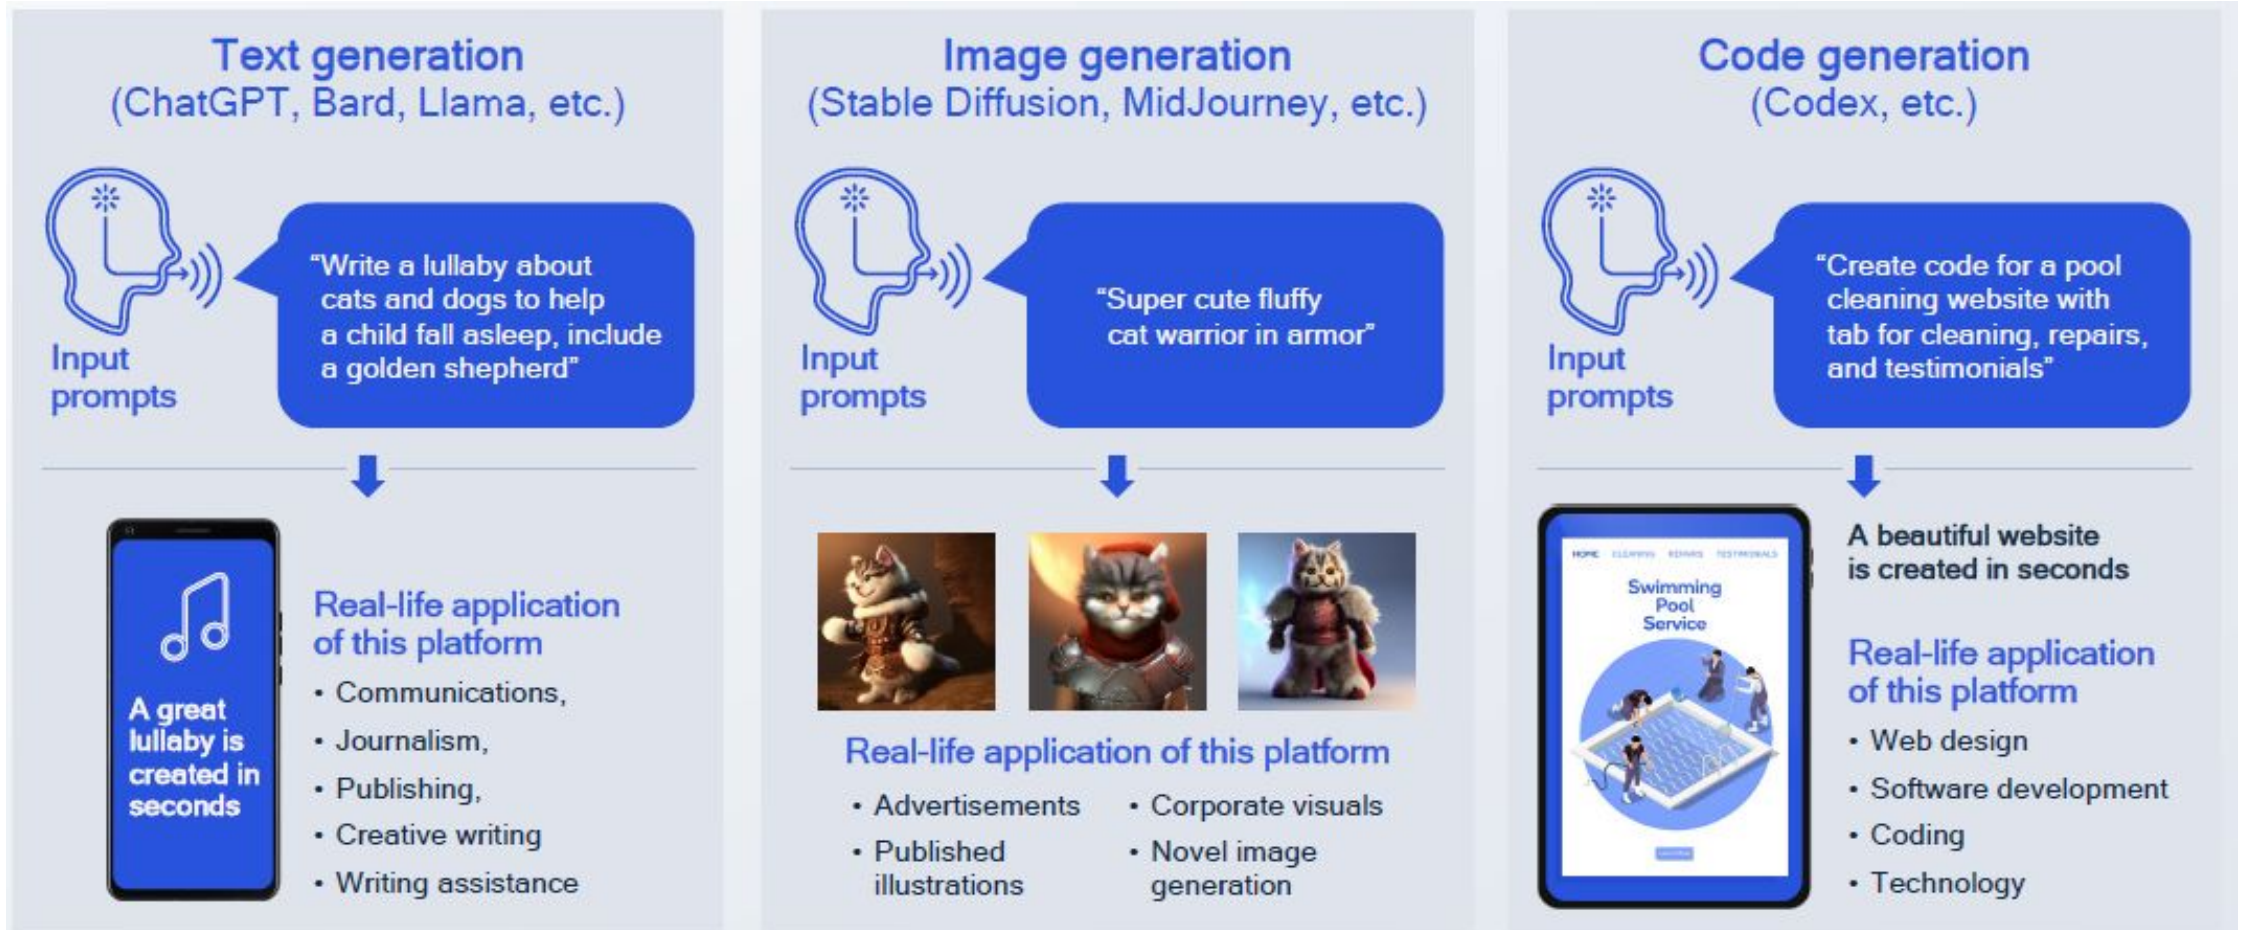 Text generation
(ChatGPT, Bard, Llama, etc.)
Input
prompts
“Write a lullaby about
cats and dogs to help
a child fall asleep, include
a golden shepherd”
A great
lullaby is
created in
seconds
Real-life application
of this platform
• Communications,
• Journalism,
• Publishing,
• Creative writing
• Writing assistance
Image generation
(Stable Diffusion, MidJourney, etc.)
Input
prompts
“Super cute fluffy
cat warrior in armor”
Real-life application of this platform
• Advertisements
• Published
illustrations
• Corporate visuals
• Novel image
generation
Code generation
(Codex, etc.)
Input
prompts
“Create code for a pool
cleaning website with
tab for cleaning, repairs,
and testimonials”
HOME CLEANING REPAIRS TESTIMONIALS
Swimming
Pool
Service
A beautiful website
is created in seconds
Real-life application
of this platform
• Web design
• Software development
• Coding
• Technology